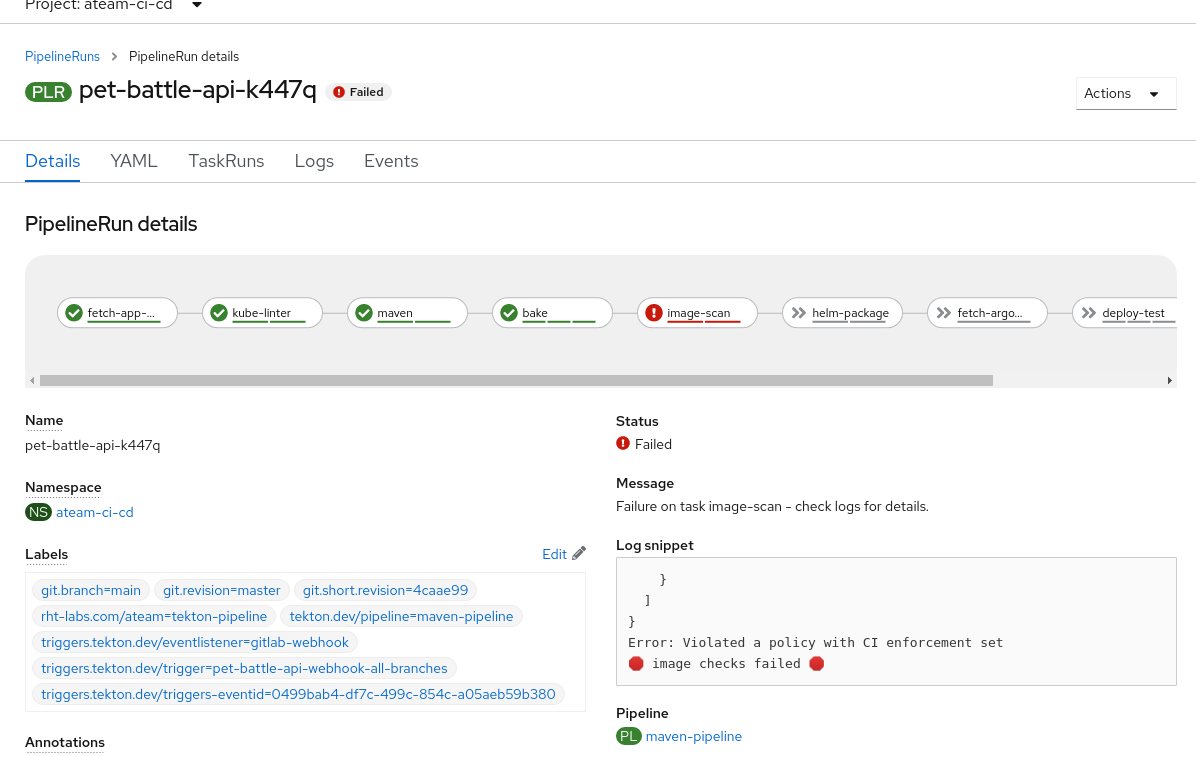 Project: ateam-ci-cd
PipelineRuns > PipelineRun details
PLR pet-battle-api-k447q Failed
Actions
Details YAML TaskRuns Logs Events
PipelineRun details
fetch-app-... kube-linter maven bake image-scan helm-package fetch-argo... deploy-test
Name
pet-battle-api-k447q
Namespace
NS ateam-ci-cd
Labels Edit
git.branch=main git.revision=master git.short.revision=4caae99
rht-labs.com/ateam=tekton-pipeline tekton.dev/pipeline=maven-pipeline
triggers.tekton.dev/eventlistener=gitlab-webhook
triggers.tekton.dev/trigger=pet-battle-api-webhook-all-branches
triggers.tekton.dev/triggers-eventid=0499bab4-df7c-499c-854c-a05aeb59b380
Annotations
Status
Failed
Message
Failure on task image-scan - check logs for details.
Log snippet
}
]
}
Error: Violated a policy with CI enforcement set
🛑 image checks failed 🛑
Pipeline
PL maven-pipeline